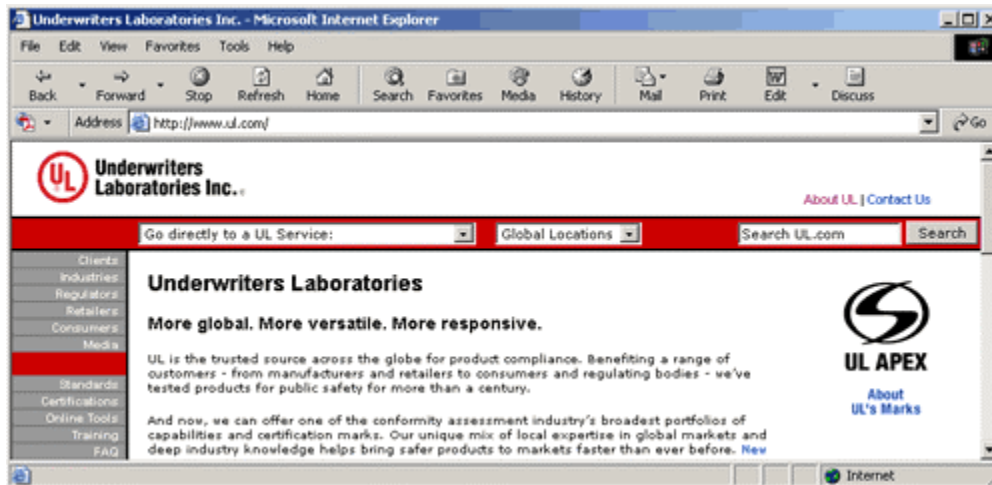 Underwriters Laboratories Inc. - Microsoft Internet Explorer
File Edit View Favorites Tools Help
Back Forward Stop Refresh Home Search Favorites Media History Mail Print Edit Discuss
Address http://www.ul.com/ Go
UL Underwriters
Laboratories Inc.
About UL | Contact Us
Go directly to a UL Service: Global Locations Search UL.com Search
Clients
Industries
Regulators
Retailers
Consumers
Media
Standards
Certifications
Online Tools
Training
FAQ
Underwriters Laboratories
More global. More versatile. More responsive.
UL is the trusted source across the globe for product compliance. Benefiting a range of
customers - from manufacturers and retailers to consumers and regulating bodies - we've
tested products for public safety for more than a century.
And now, we can offer one of the conformity assessment industry's broadest portfolios of
capabilities and certification marks. Our unique mix of local expertise in global markets and
deep industry knowledge helps bring safer products to markets faster than ever before. New
UL APEX
About
UL's Marks
Internet